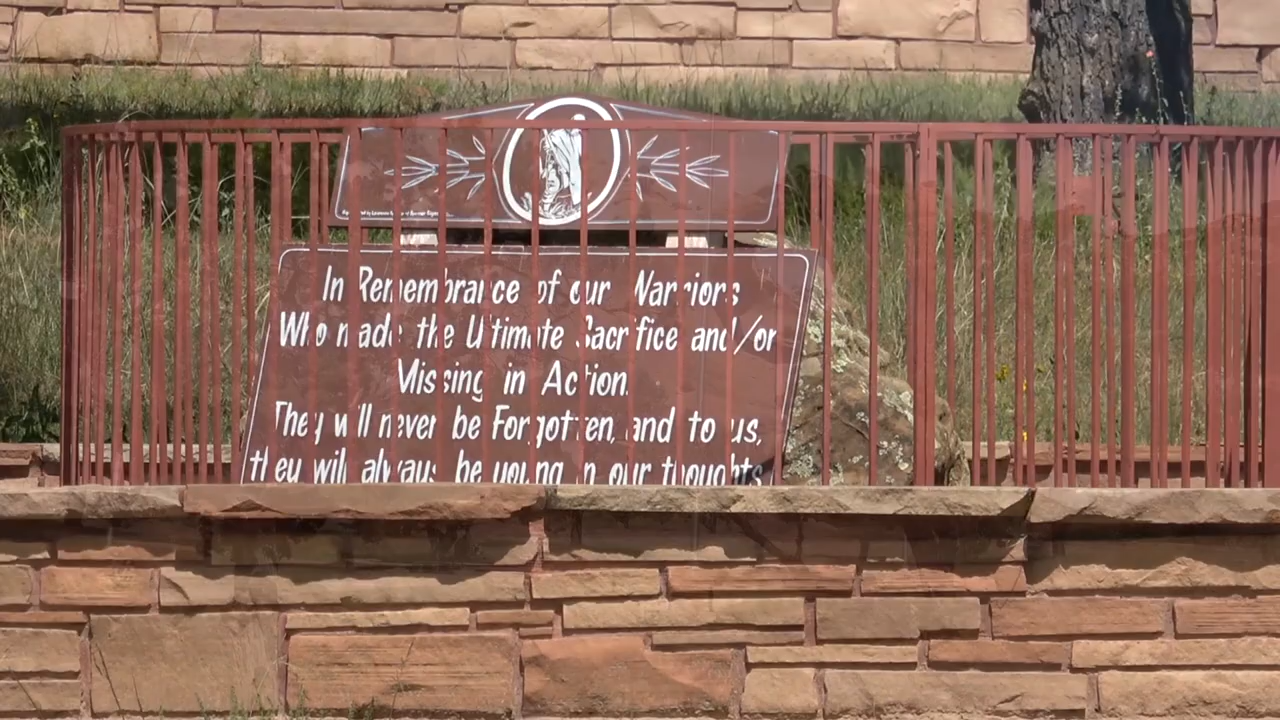 In Remembrance of our Warriors
Who made the Ultimate Sacrifice and/or
Missing in Action.
They will never be Forgotten, and to us,
they will always be young in our thoughts